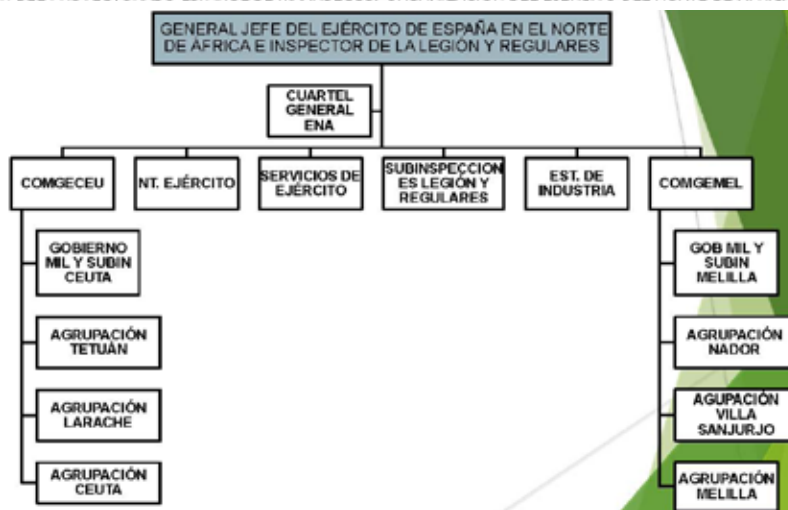 GENERAL JEFE DEL EJÉRCITO DE ESPAÑA EN EL NORTE
DE ÁFRICA E INSPECTOR DE LA LEGIÓN Y REGULARES
CUARTEL
GENERAL
ENA
COMGECEU
NT. EJÉRCITO
SERVICIOS DE
EJÉRCITO
SUBINSPECCION
ES LEGIÓN Y
REGULARES
EST. DE
INDUSTRIA
COMGEMEL
GOBIERNO
MIL Y SUBIN
CEUTA
AGRUPACIÓN
TETUÁN
AGRUPACIÓN
LARACHE
AGRUPACIÓN
CEUTA
GOB MIL Y
SUBIN
MELILLA
AGRUPACIÓN
NADOR
AGUPACIÓN
VILLA
SANJURJO
AGRUPACIÓN
MELILLA